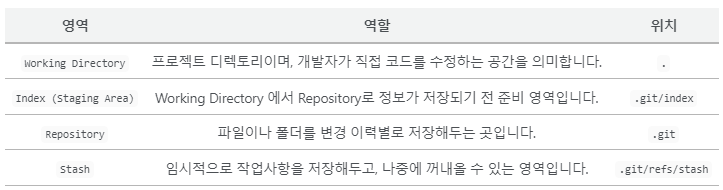 영역 역할 위치
Working Directory 프로젝트 디렉토리이며, 개발자가 직접 코드를 수정하는 공간을 의미합니다. .
Index (Staging Area) Working Directory 에서 Repository로 정보가 저장되기 전 준비 영역입니다. .git/index
Repository 파일이나 폴더를 변경 이력별로 저장해두는 곳입니다. .git
Stash 임시적으로 작업사항을 저장해두고, 나중에 꺼내올 수 있는 영역입니다. .git/refs/stash